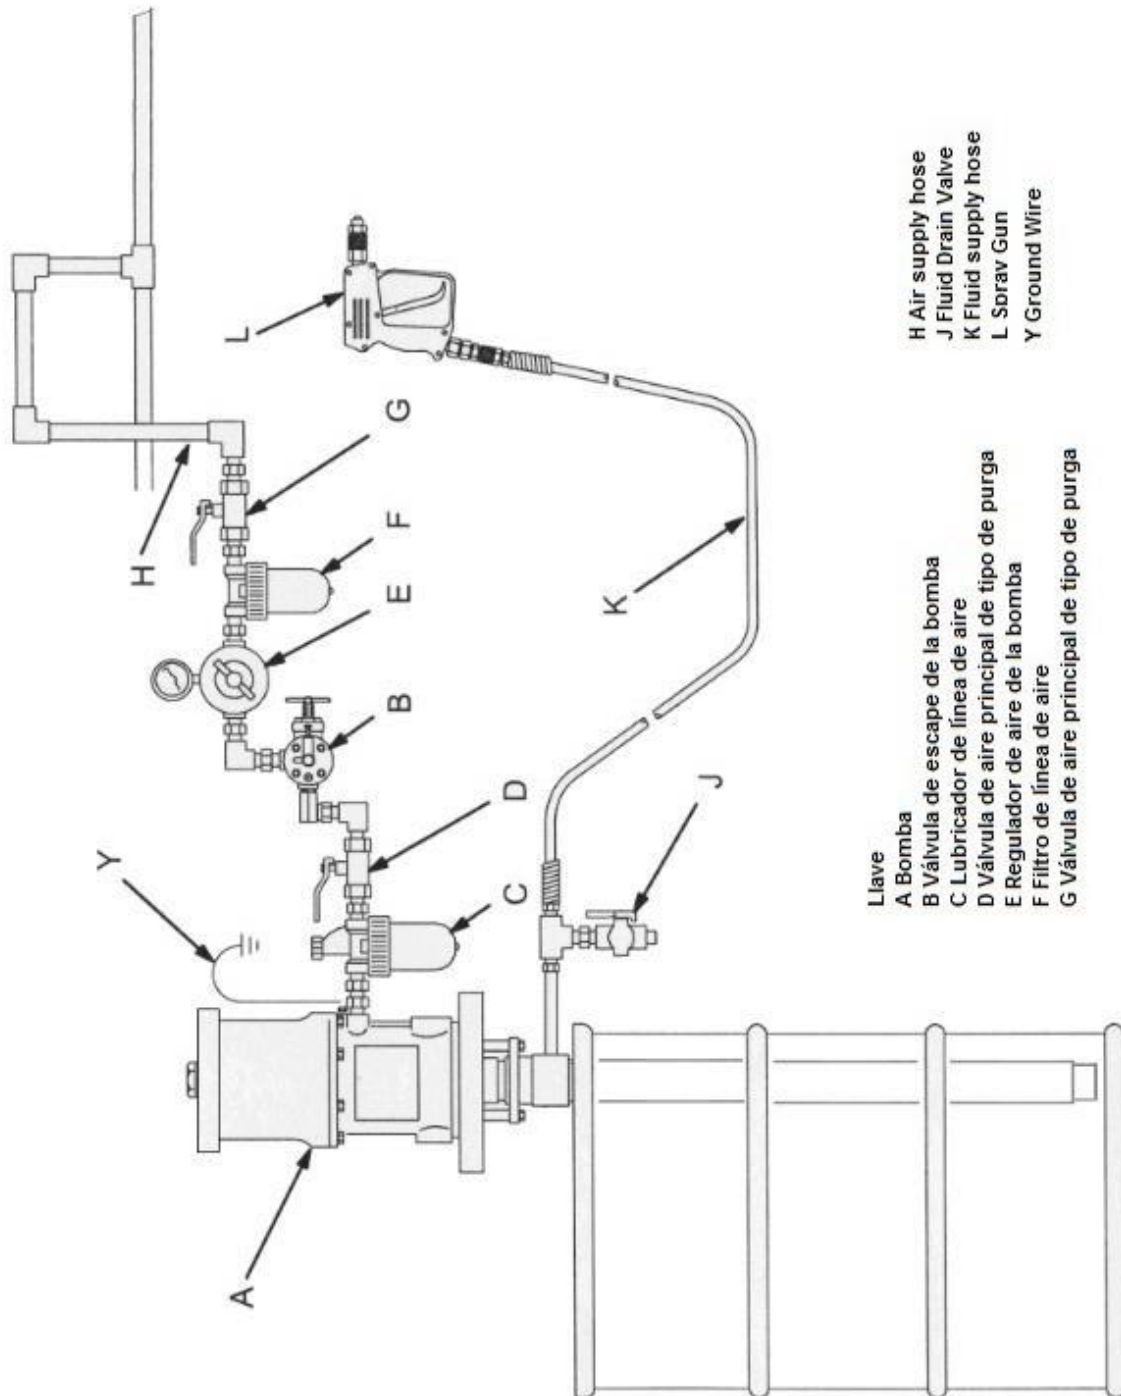 H
L
G
F
E
B
Y
D
C
A
K
J
Llave
A Bomba
B Válvula de escape de la bomba
C Lubricador de línea de aire
D Válvula de aire principal de tipo de purga
E Regulador de aire de la bomba
F Filtro de línea de aire
G Válvula de aire principal de tipo de purga
H Air supply hose
J Fluid Drain Valve
K Fluid supply hose
L Spray Gun
Y Ground Wire